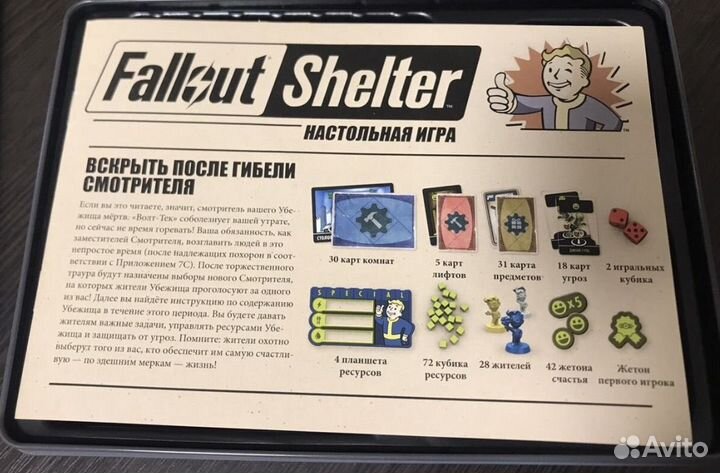 Fallout Shelter
НАСТОЛЬНАЯ ИГРА
ВСКРЫТЬ ПОСЛЕ ГИБЕЛИ
СМОТРИТЕЛЯ
Если вы это читаете, значит, смотритель вашего Убе-
жища мёртв. «Волт-Тек» соболезнует вашей утрате,
но сейчас не время горевать! Ваша обязанность, как
заместителей Смотрителя, возглавить людей в это
непростое время (после надлежащих похорон в соот-
ветствии с Приложением 7C). После торжественного
траура будут назначены выборы нового Смотрителя,
на которых жители Убежища проголосуют за одного
из вас! Далее вы найдёте инструкцию по содержанию
Убежища в течение этого периода. Вы будете давать
жителям важные задачи, управлять ресурсами Убе-
жища и защищать от угроз. Помните: жители охотно
выберут того из вас, кто обеспечит им самую счастли-
вую — по здешним меркам — жизнь!
30 карт комнат
5 карт
лифтов
31 карта
предметов
18 карт
угроз
2 игральных
кубика
SPECIAL
x5
4 планшета
ресурсов
72 кубика
ресурсов
28 жителей
42 жетона
счастья
Жетон
первого игрока
Avito